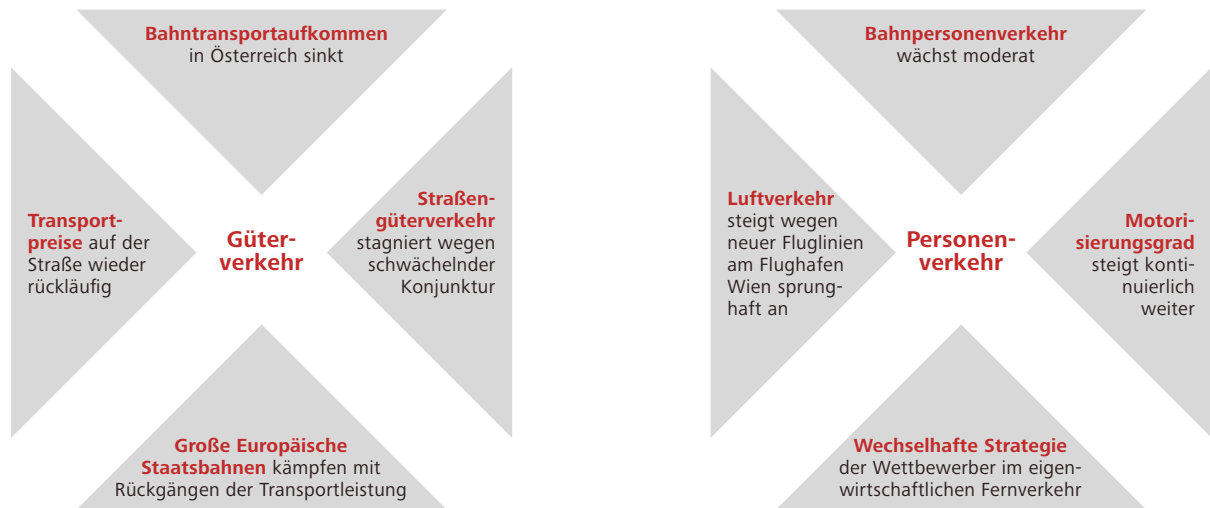 Bahntransportaufkommen
in Österreich sinkt
Transport-
preise auf der
Straße wieder
rückläufig
Güter-
verkehr
Straßen-
güterverkehr
stagniert wegen
schwächelnder
Konjunktur
Große Europäische
Staatsbahnen kämpfen mit
Rückgängen der Transportleistung
Bahnpersonenverkehr
wächst moderat
Luftverkehr
steigt wegen
neuer Fluglinien
am Flughafen
Wien sprung-
haft an
Personen-
verkehr
Motori-
sierungsgrad
steigt konti-
nuierlich
weiter
Wechselhafte Strategie
der Wettbewerber im eigen-
wirtschaftlichen Fernverkehr